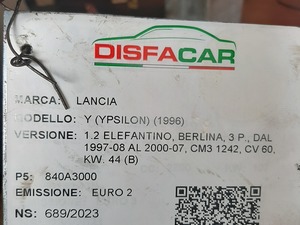 DISFACAR
MARCA: LANCIA
MODELLO: Y (YPSILON) (1996)
VERSIONE: 1.2 ELEFANTINO, BERLINA, 3 P., DAL
1997-08 AL 2000-07, CM3 1242, CV 60,
KW. 44 (B)
P5: 840A3000
EMISSIONE: EURO 2
NS: 689/2023